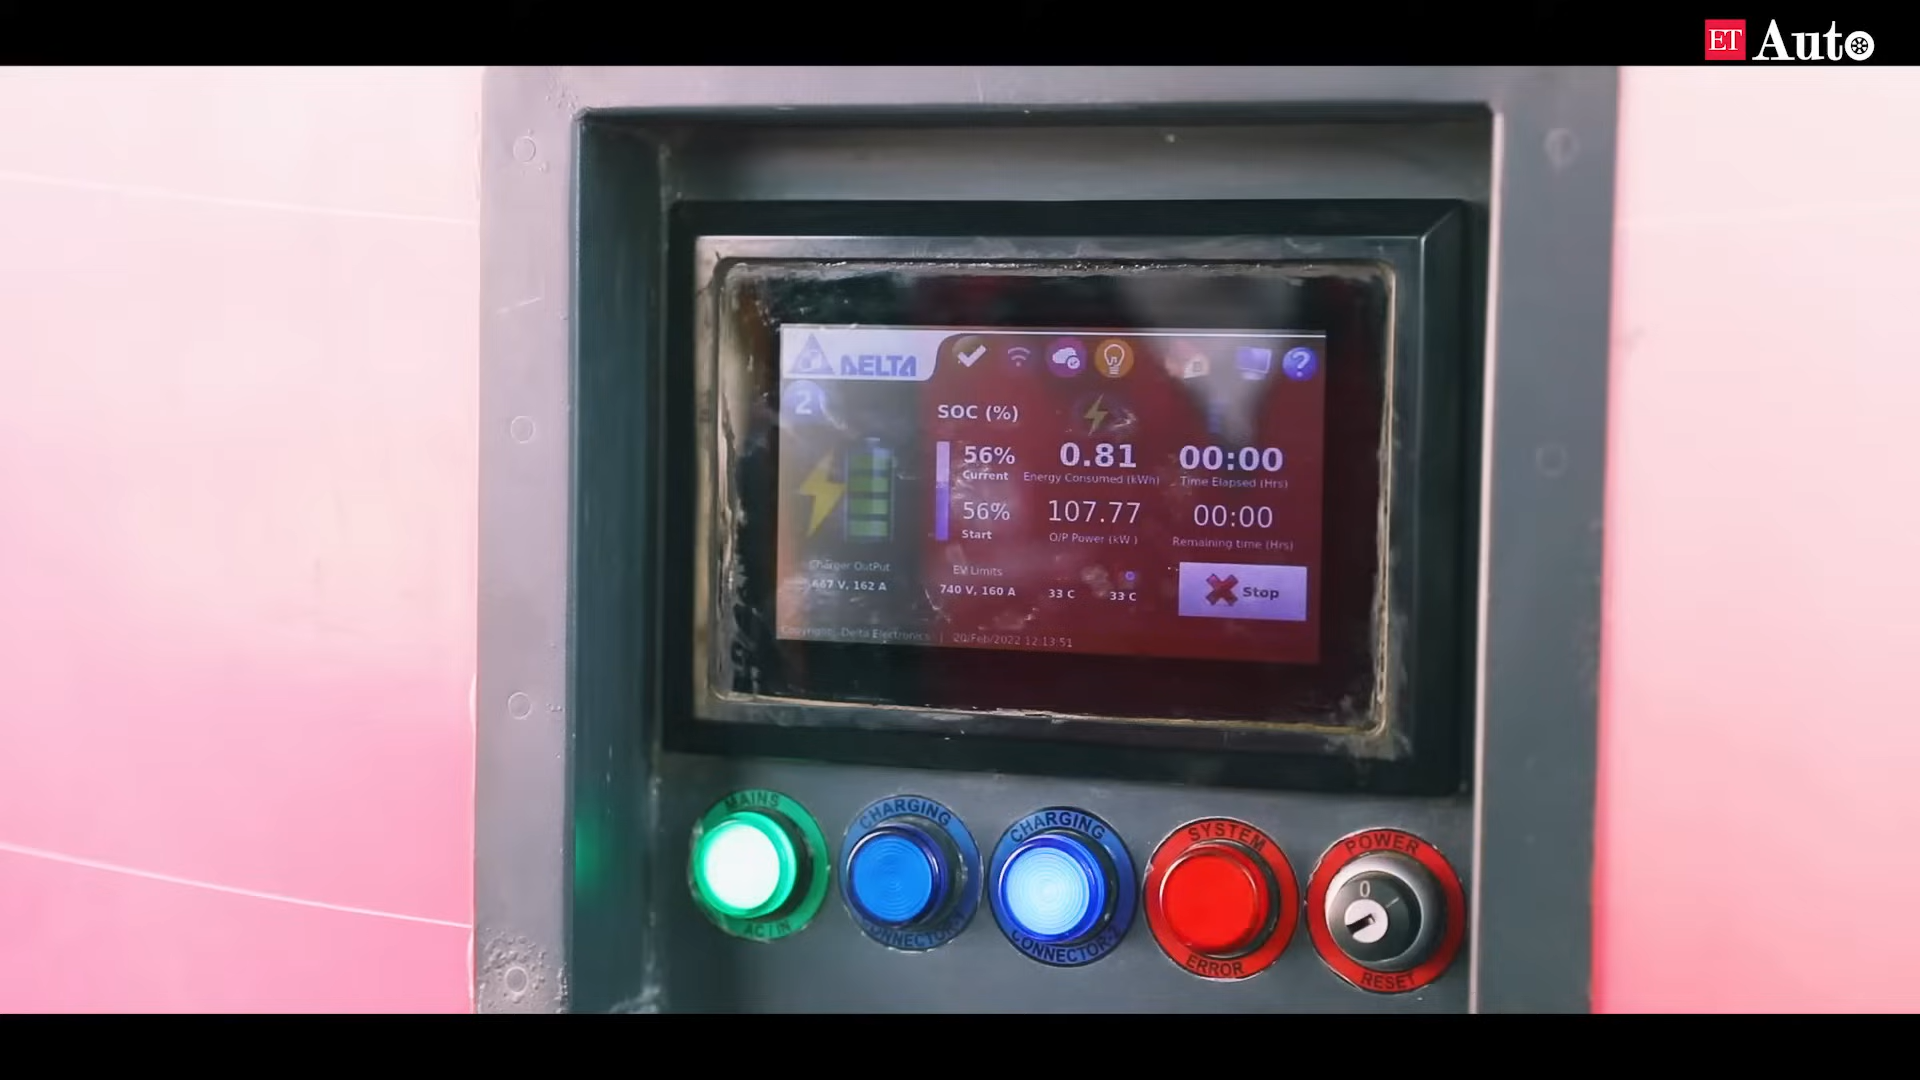 ET Auto
DELTA
2
SOC (%)
56% 0.81 00:00
Current Energy Consumed (kWh) Time Elapsed (Hrs)
56% 107.77 00:00
Start O/P Power (kW ) Remaining time (Hrs)
Charger OutPut EV Limits
667 V, 162 A 740 V, 160 A 33 C 33 C
Stop
Copyright, Delta Electronics | 20/Feb/2022 12:13:51
MAINS CHARGING CHARGING SYSTEM POWER
0
AC / IN CONNECTOR-1 CONNECTOR-2 ERROR RESET